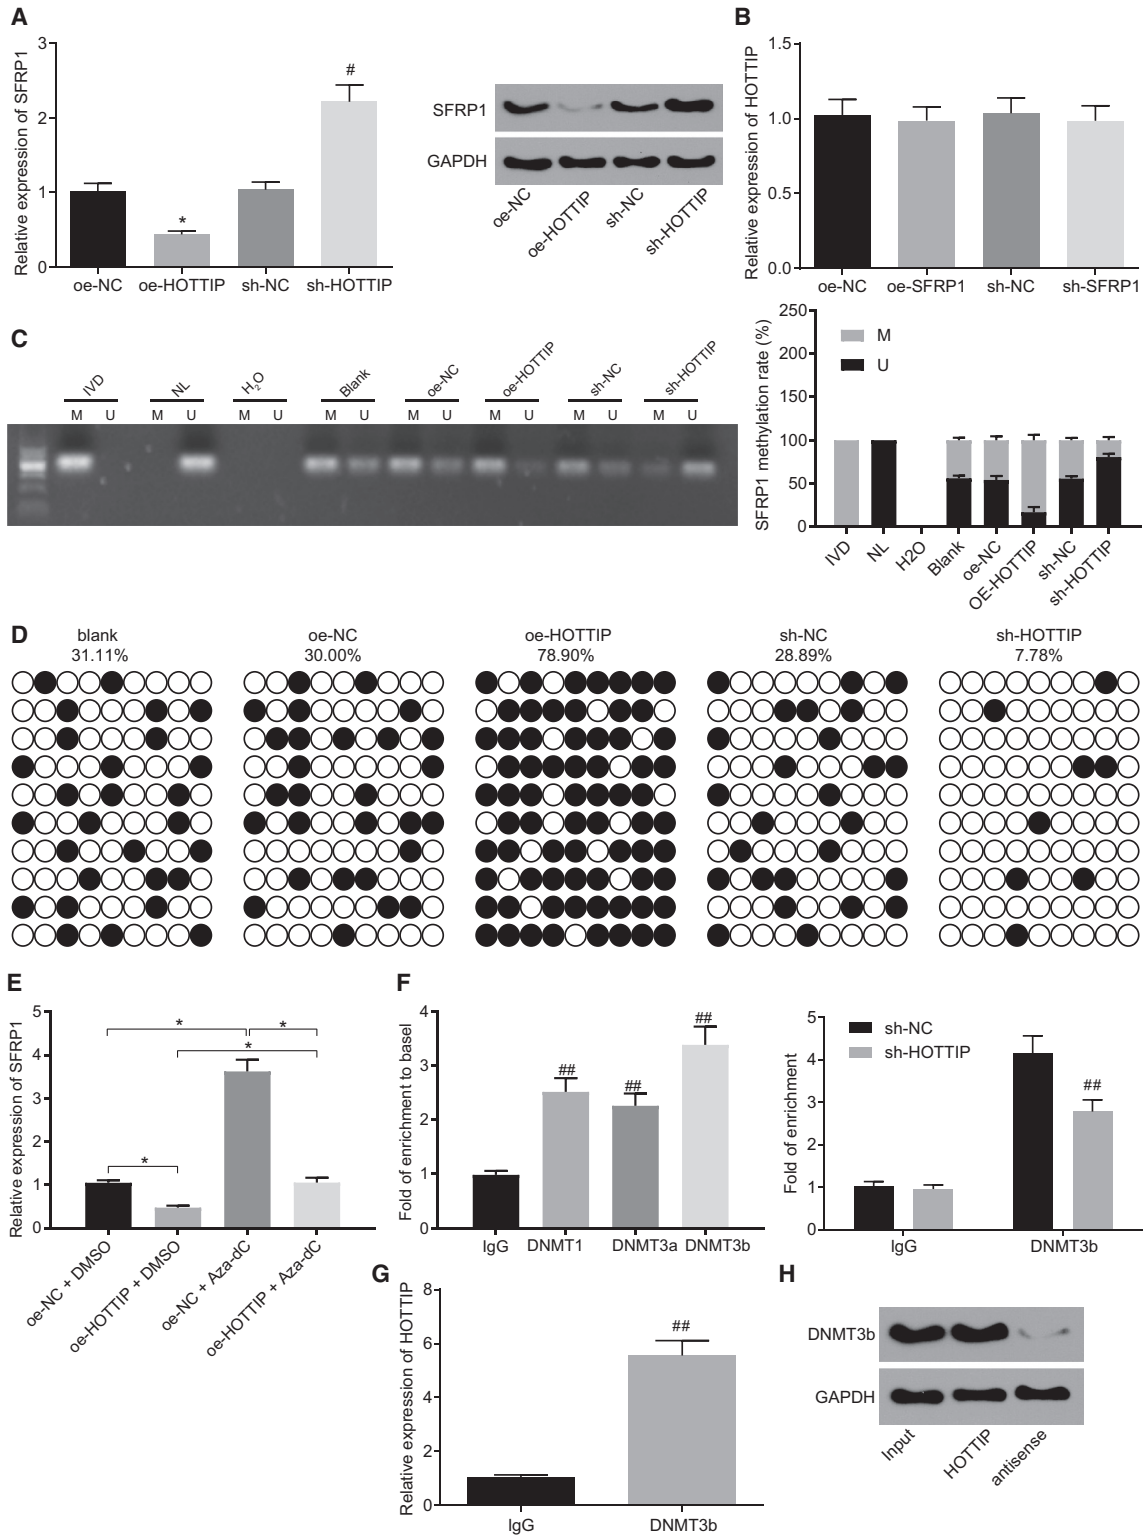 A
Relative expression of SFRP1
3
2
1
0
*
#
oe-NC
oe-HOTTIP
sh-NC
sh-HOTTIP
SFRP1
GAPDH
oe-NC
oe-HOTTIP
sh-NC
sh-HOTTIP
B
Relative expression of HOTTIP
1.5
1.0
0.5
0.0
oe-NC
oe-SFRP1
sh-NC
sh-SFRP1
C
IVD
NL
H2O
Blank
oe-NC
oe-HOTTIP
sh-NC
sh-HOTTIP
M U M U M U M U M U M U M U M U
SFRP1 methylation rate (%)
250
200
150
100
50
0
M
U
IVD
NL
H2O
Blank
oe-NC
OE-HOTTIP
sh-NC
sh-HOTTIP
D
blank
31.11%
oe-NC
30.00%
oe-HOTTIP
78.90%
sh-NC
28.89%
sh-HOTTIP
7.78%
E
Relative expression of SFRP1
5
4
3
2
1
0
*
*
*
*
oe-NC + DMSO
oe-HOTTIP + DMSO
oe-NC + Aza-dC
oe-HOTTIP + Aza-dC
F
Fold of enrichment to basel
4
3
2
1
0
##
##
##
IgG
DNMT1
DNMT3a
DNMT3b
Fold of enrichment
5
4
3
2
1
0
sh-NC
sh-HOTTIP
##
IgG
DNMT3b
G
Relative expression of HOTTIP
8
6
4
2
0
##
IgG
DNMT3b
H
DNMT3b
GAPDH
Input
HOTTIP
antisense